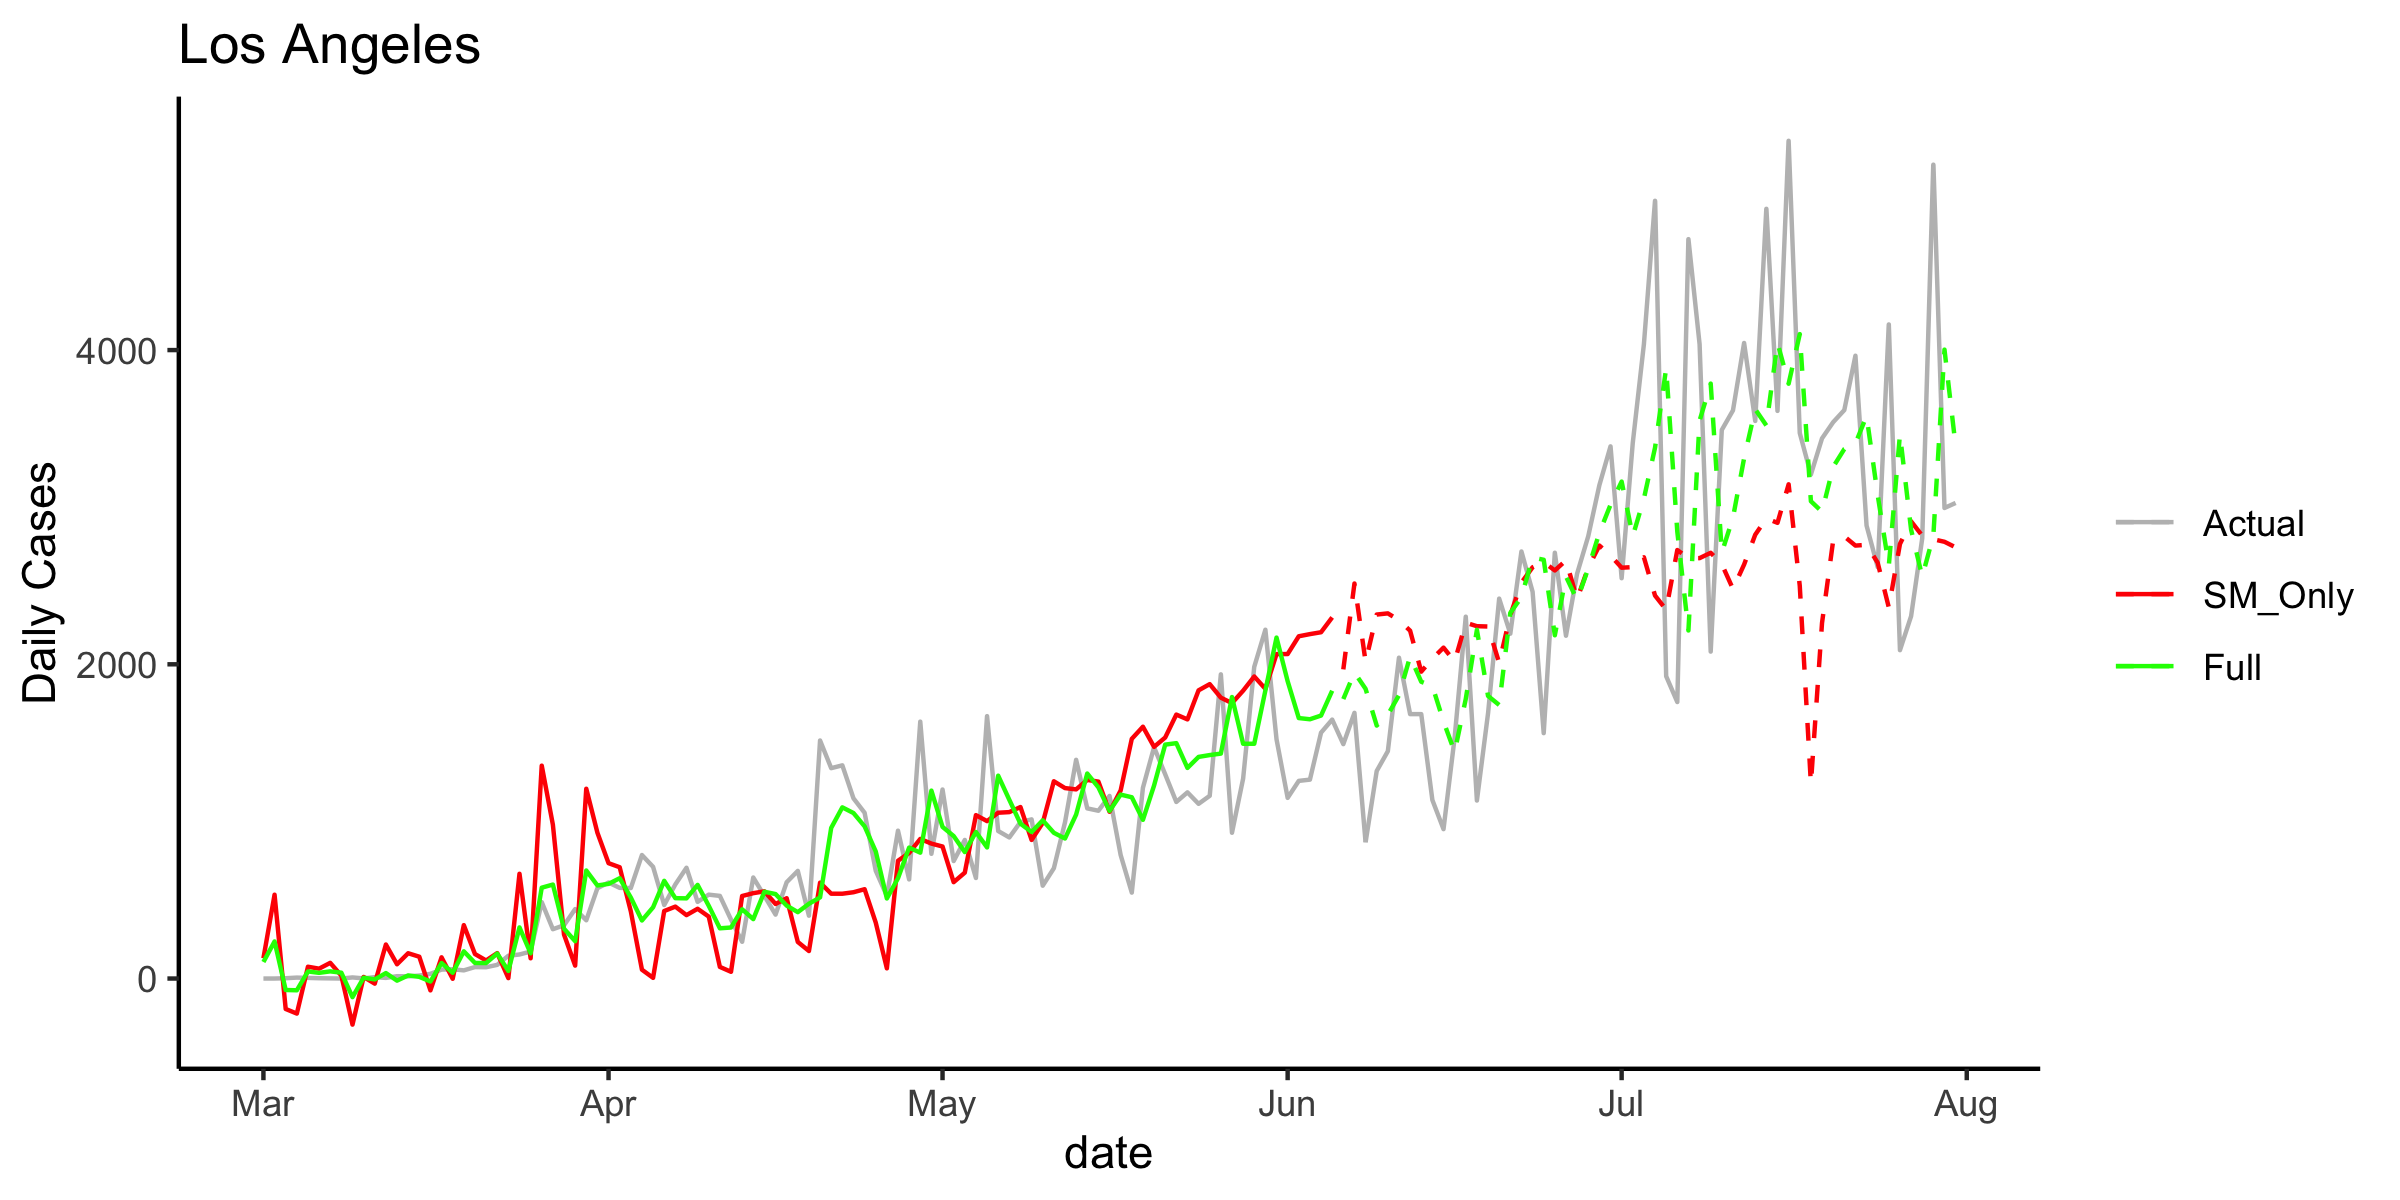 Los Angeles
Daily Cases
4000
2000
0
Mar Apr May Jun Jul Aug
date
Actual
SM_Only
Full